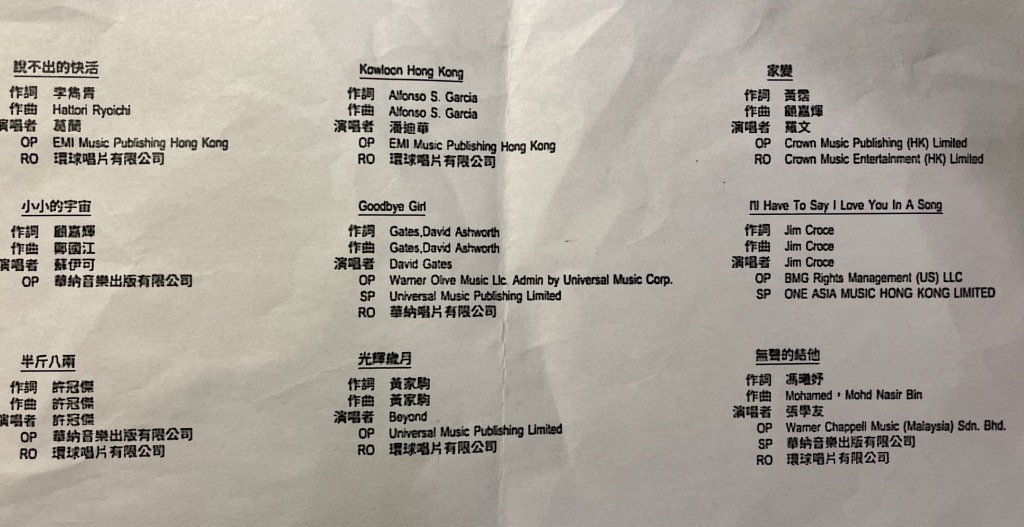 說不出的快活
作詞 李雋青
作曲 Hattori Ryoichi
演唱者 葛蘭
OP EMI Music Publishing Hong Kong
RO 環球唱片有限公司
Kowloon Hong Kong
作詞 Alfonso S. Garcia
作曲 Alfonso S. Garcia
演唱者 潘迪華
OP EMI Music Publishing Hong Kong
RO 環球唱片有限公司
家變
作詞 黃霑
作曲 顧嘉煇
演唱者 羅文
OP Crown Music Publishing (HK) Limited
RO Crown Music Entertainment (HK) Limited
小小的宇宙
作詞 顧嘉輝
作曲 鄭國江
演唱者 蘇伊可
OP 華納音樂出版有限公司
Goodbye Girl
作詞 Gates,David Ashworth
作曲 Gates,David Ashworth
演唱者 David Gates
OP Warner Olive Music Llc. Admin by Universal Music Corp.
SP Universal Music Publishing Limited
RO 華納唱片有限公司
I'll Have To Say I Love You In A Song
作詞 Jim Croce
作曲 Jim Croce
演唱者 Jim Croce
OP BMG Rights Management (US) LLC
SP ONE ASIA MUSIC HONG KONG LIMITED
半斤八兩
作詞 許冠傑
作曲 許冠傑
演唱者 許冠傑
OP 華納音樂出版有限公司
RO 環球唱片有限公司
光輝歲月
作詞 黃家駒
作曲 黃家駒
演唱者 Beyond
OP Universal Music Publishing Limited
RO 環球唱片有限公司
無聲的結他
作詞 馮曦妤
作曲 Mohamed，Mohd Nasir Bin
演唱者 張學友
OP Warner Chappell Music (Malaysia) Sdn. Bhd.
SP 華納音樂出版有限公司
RO 環球唱片有限公司